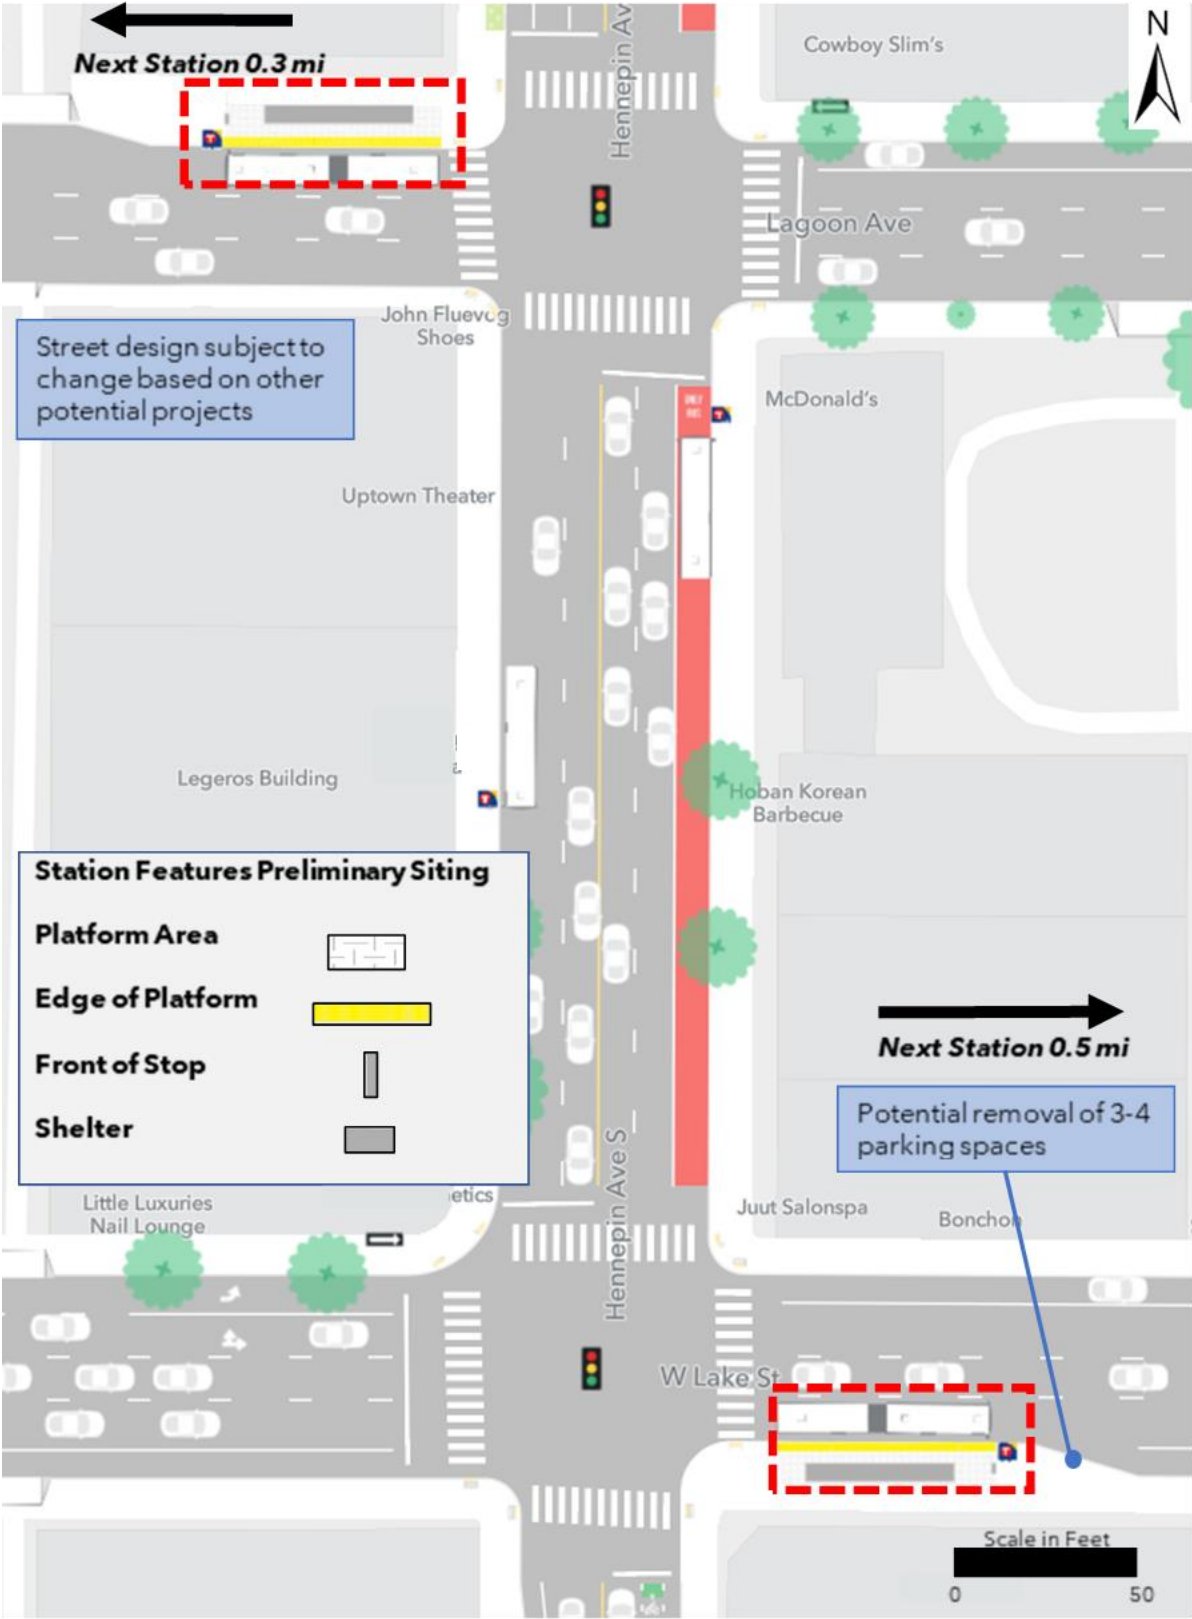 Next Station 0.3 mi
Hennepin Av
Cowboy Slim's
N
T
Lagoon Ave
John Fluevog
Shoes
Street design subject to
change based on other
potential projects
ONLY
BUS
T
McDonald's
Uptown Theater
Legeros Building
T
Hoban Korean
Barbecue
Station Features Preliminary Siting
Platform Area
Edge of Platform
Front of Stop
Shelter
Next Station 0.5 mi
Potential removal of 3-4
parking spaces
Hennepin Ave S
Little Luxuries
Nail Lounge
etics
Juut Salonspa
Bonchon
W Lake St
T
Scale in Feet
0
50